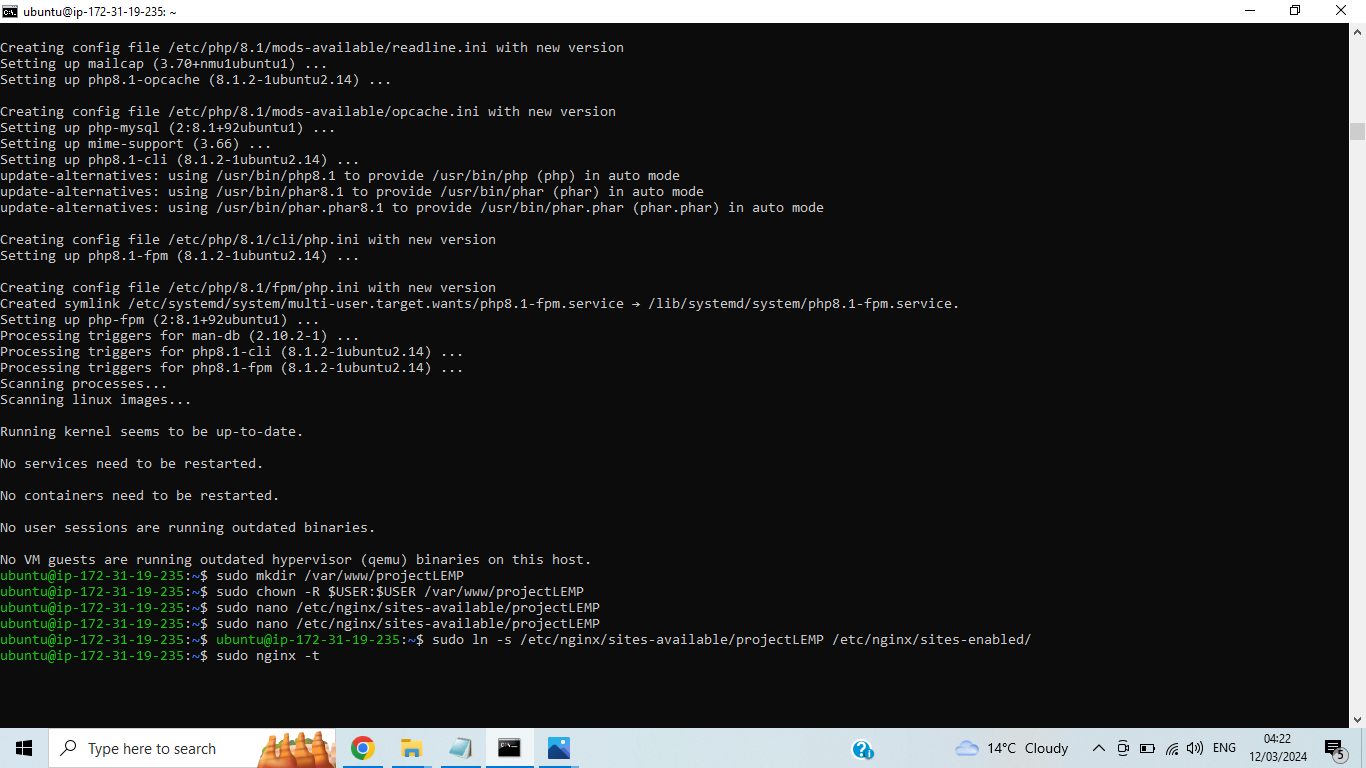 ubuntu@ip-172-31-19-235: ~
Creating config file /etc/php/8.1/mods-available/readline.ini with new version
Setting up mailcap (3.70+nmu1ubuntu1) ...
Setting up php8.1-opcache (8.1.2-1ubuntu2.14) ...
Creating config file /etc/php/8.1/mods-available/opcache.ini with new version
Setting up php-mysql (2:8.1+92ubuntu1) ...
Setting up mime-support (3.66) ...
Setting up php8.1-cli (8.1.2-1ubuntu2.14) ...
update-alternatives: using /usr/bin/php8.1 to provide /usr/bin/php (php) in auto mode
update-alternatives: using /usr/bin/phar8.1 to provide /usr/bin/phar (phar) in auto mode
update-alternatives: using /usr/bin/phar.phar8.1 to provide /usr/bin/phar.phar (phar.phar) in auto mode
Creating config file /etc/php/8.1/cli/php.ini with new version
Setting up php8.1-fpm (8.1.2-1ubuntu2.14) ...
Creating config file /etc/php/8.1/fpm/php.ini with new version
Created symlink /etc/systemd/system/multi-user.target.wants/php8.1-fpm.service → /lib/systemd/system/php8.1-fpm.service.
Setting up php-fpm (2:8.1+92ubuntu1) ...
Processing triggers for man-db (2.10.2-1) ...
Processing triggers for php8.1-cli (8.1.2-1ubuntu2.14) ...
Processing triggers for php8.1-fpm (8.1.2-1ubuntu2.14) ...
Scanning processes...
Scanning linux images...
Running kernel seems to be up-to-date.
No services need to be restarted.
No containers need to be restarted.
No user sessions are running outdated binaries.
No VM guests are running outdated hypervisor (qemu) binaries on this host.
ubuntu@ip-172-31-19-235:~$ sudo mkdir /var/www/projectLEMP
ubuntu@ip-172-31-19-235:~$ sudo chown -R $USER:$USER /var/www/projectLEMP
ubuntu@ip-172-31-19-235:~$ sudo nano /etc/nginx/sites-available/projectLEMP
ubuntu@ip-172-31-19-235:~$ sudo nano /etc/nginx/sites-available/projectLEMP
ubuntu@ip-172-31-19-235:~$ ubuntu@ip-172-31-19-235:~$ sudo ln -s /etc/nginx/sites-available/projectLEMP /etc/nginx/sites-enabled/
ubuntu@ip-172-31-19-235:~$ sudo nginx -t
Type here to search
14°C Cloudy
ENG
04:22
12/03/2024
5